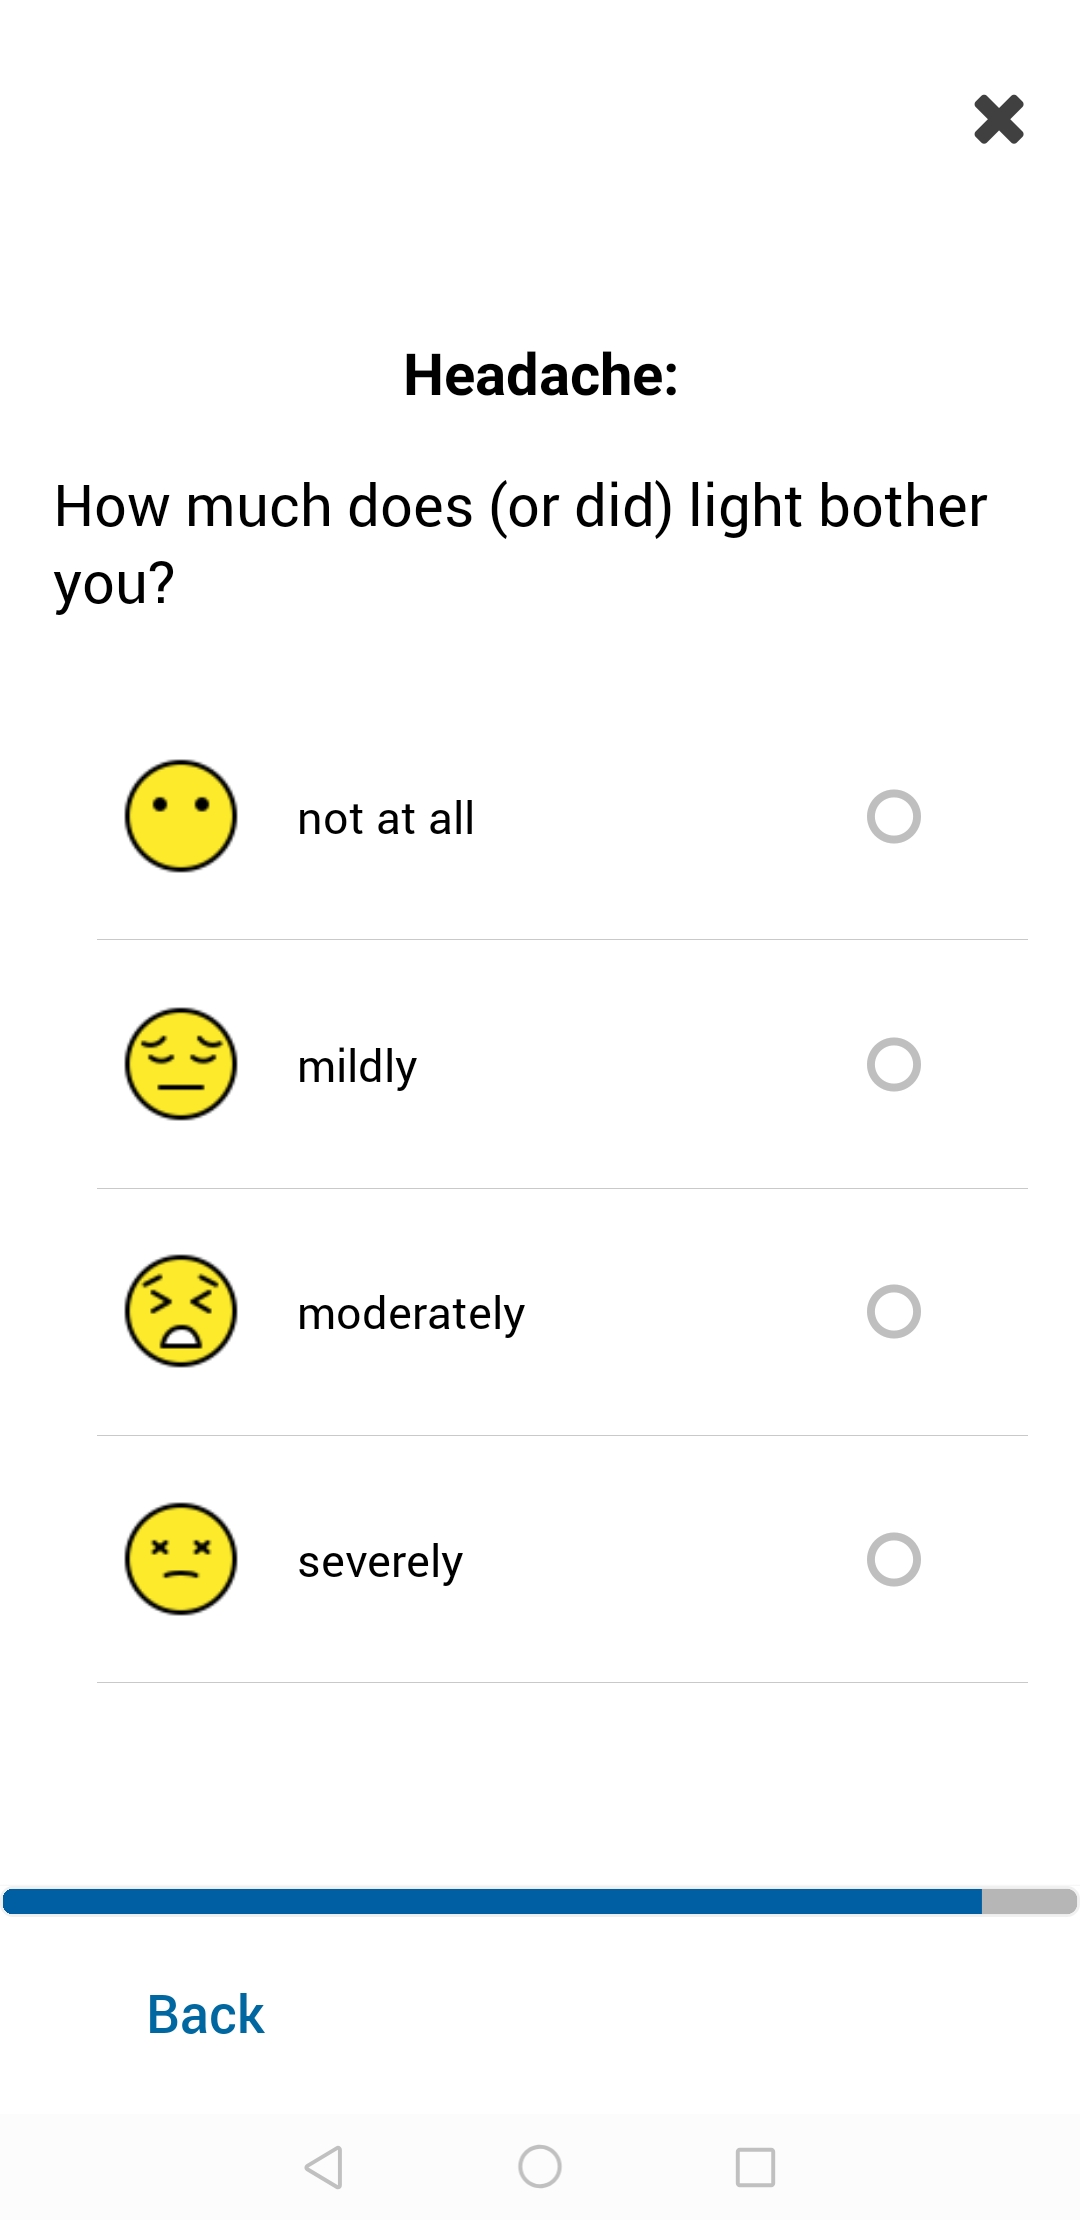 Headache:
How much does (or did) light bother
you?
not at all
mildly
moderately
severely
Back